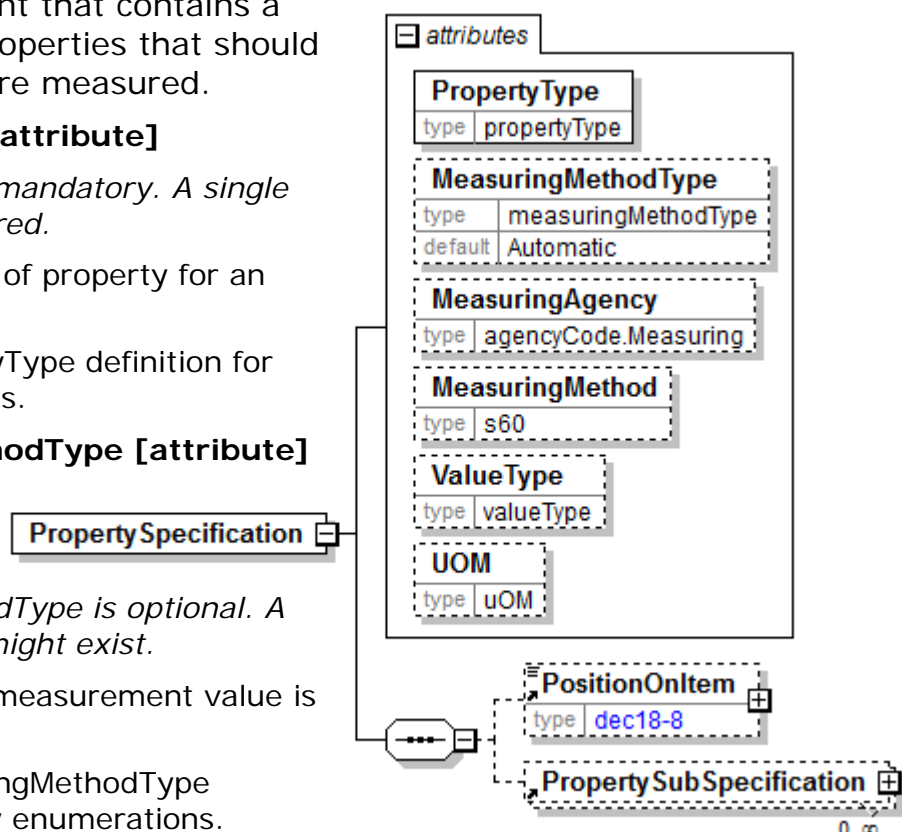 nt that contains a
operties that should
re measured.
attribute]
mandatory. A single
red.
of property for an
yType definition for
s.
hodType [attribute]
dType is optional. A
might exist.
measurement value is
ngMethodType
enumerations.
PropertySpecification
attributes
PropertyType
type propertyType
MeasuringMethodType
type measuringMethodType
default Automatic
MeasuringAgency
type agencyCode.Measuring
MeasuringMethod
type s60
ValueType
type valueType
UOM
type uOM
PositionOnItem
type dec18-8
PropertySubSpecification